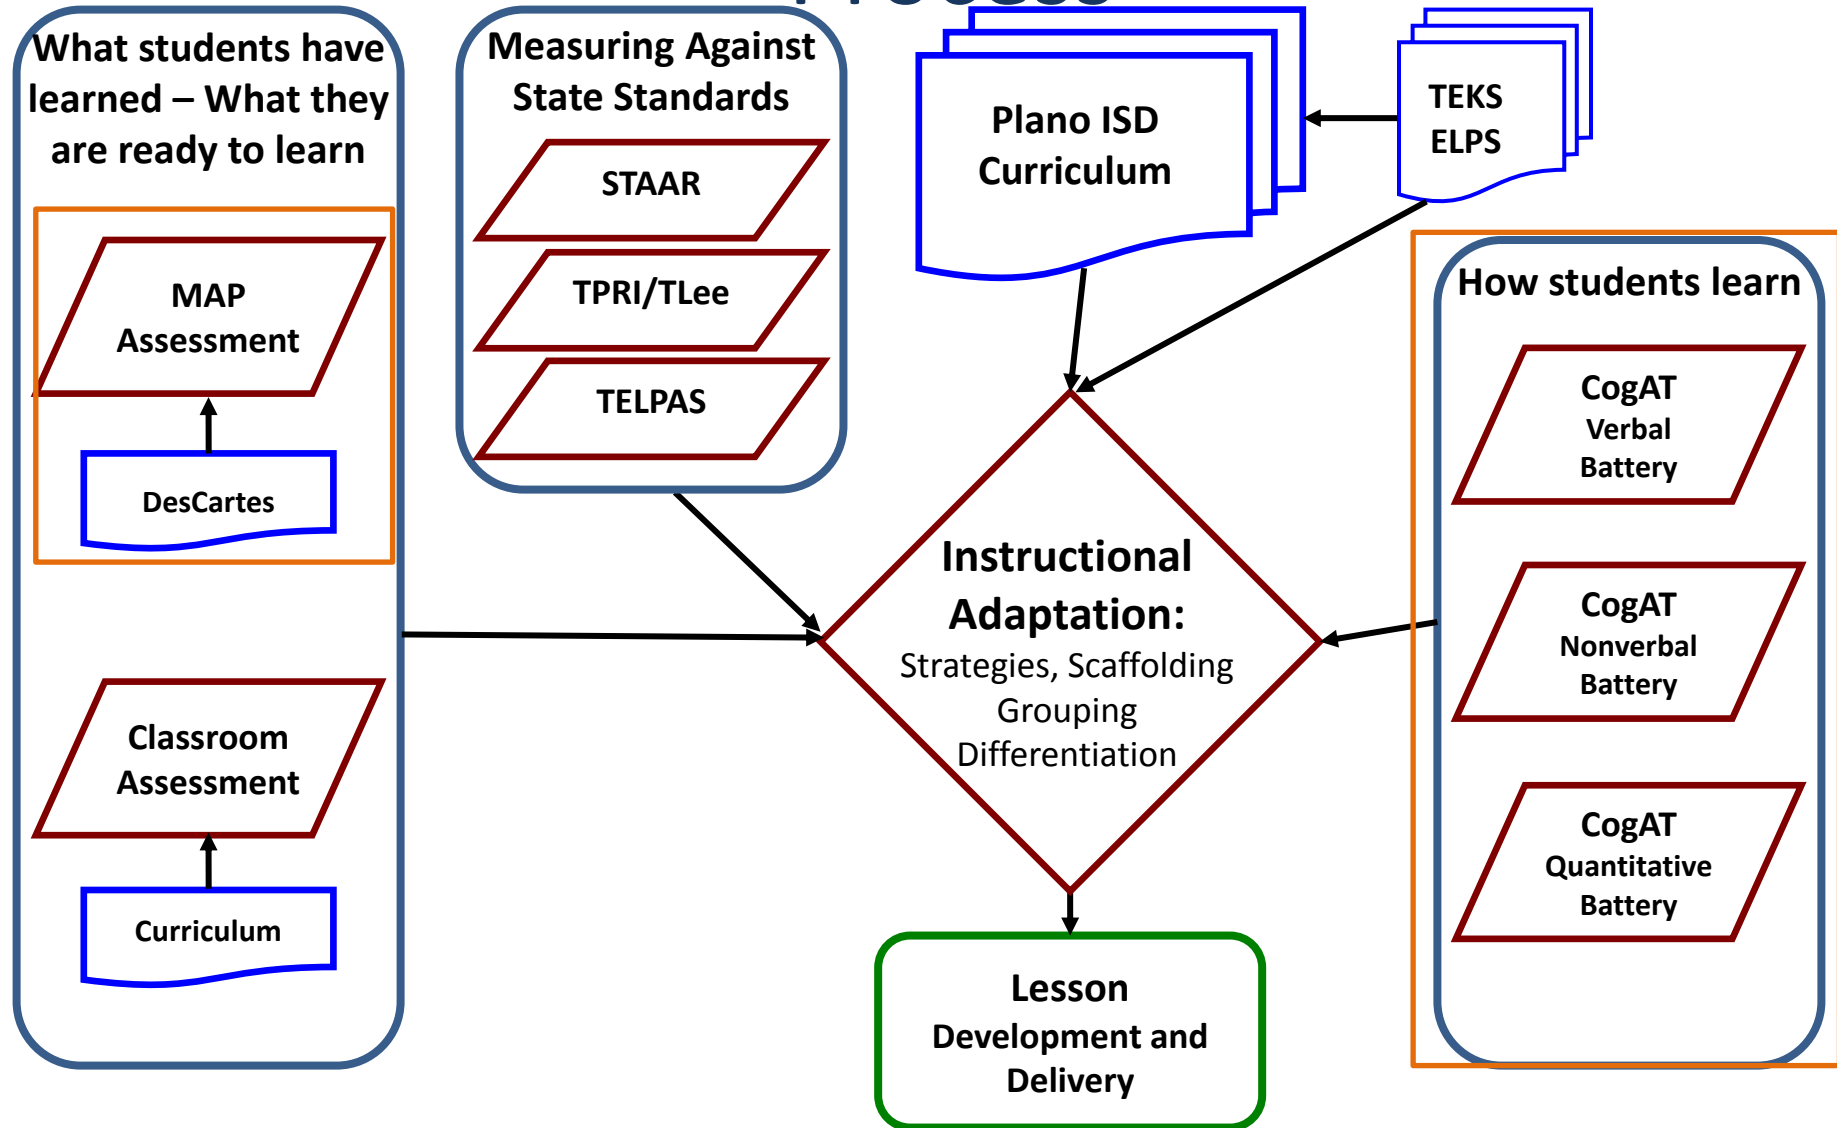 Process
What students have
learned – What they
are ready to learn
MAP
Assessment
DesCartes
Classroom
Assessment
Curriculum
Measuring Against
State Standards
STAAR
TPRI/TLee
TELPAS
Plano ISD
Curriculum
TEKS
ELPS
Instructional
Adaptation:
Strategies, Scaffolding
Grouping
Differentiation
Lesson
Development and
Delivery
How students learn
CogAT
Verbal
Battery
CogAT
Nonverbal
Battery
CogAT
Quantitative
Battery